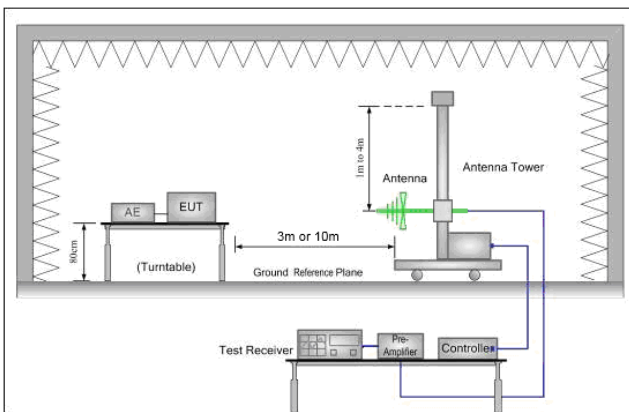 1m to 4m
Antenna
Antenna Tower
AE
EUT
80cm
3m or 10m
(Turntable)
Ground Reference Plane
Test Receiver
Pre-
Amplifier
Controller